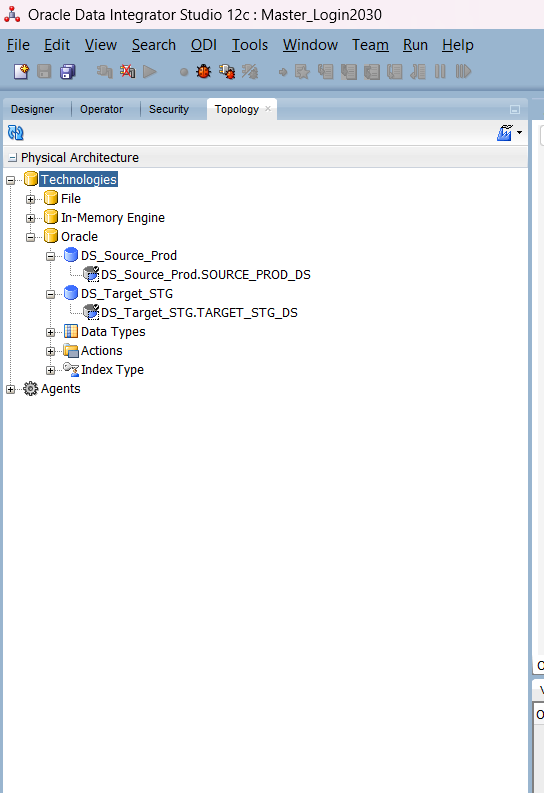 Oracle Data Integrator Studio 12c : Master_Login2030
File Edit View Search ODI Tools Window Team Run Help
Designer Operator Security Topology
Physical Architecture
Technologies
File
In-Memory Engine
Oracle
DS_Source_Prod
DS_Source_Prod.SOURCE_PROD_DS
DS_Target_STG
DS_Target_STG.TARGET_STG_DS
Data Types
Actions
Index Type
Agents